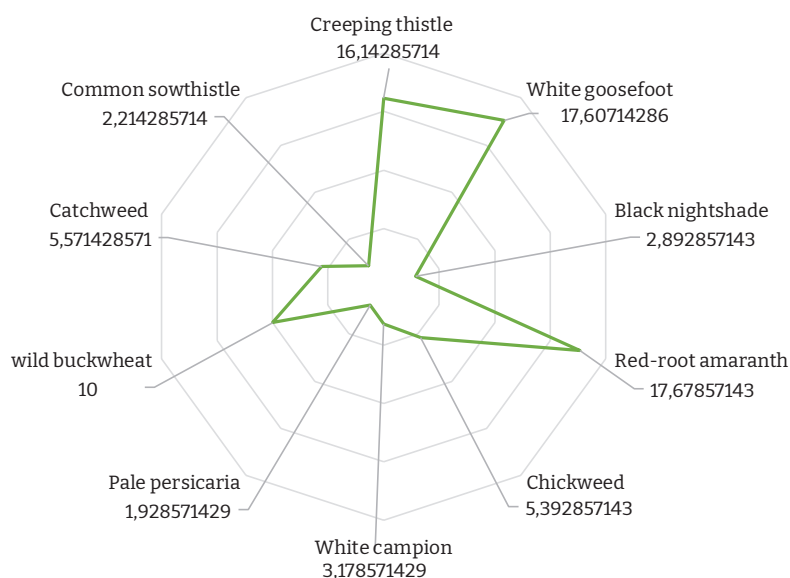 Creeping thistle
16,14285714
White goosefoot
17,60714286
Black nightshade
2,892857143
Red-root amaranth
17,67857143
Chickweed
5,392857143
White campion
3,178571429
Pale persicaria
1,928571429
wild buckwheat
10
Catchweed
5,571428571
Common sowthistle
2,214285714